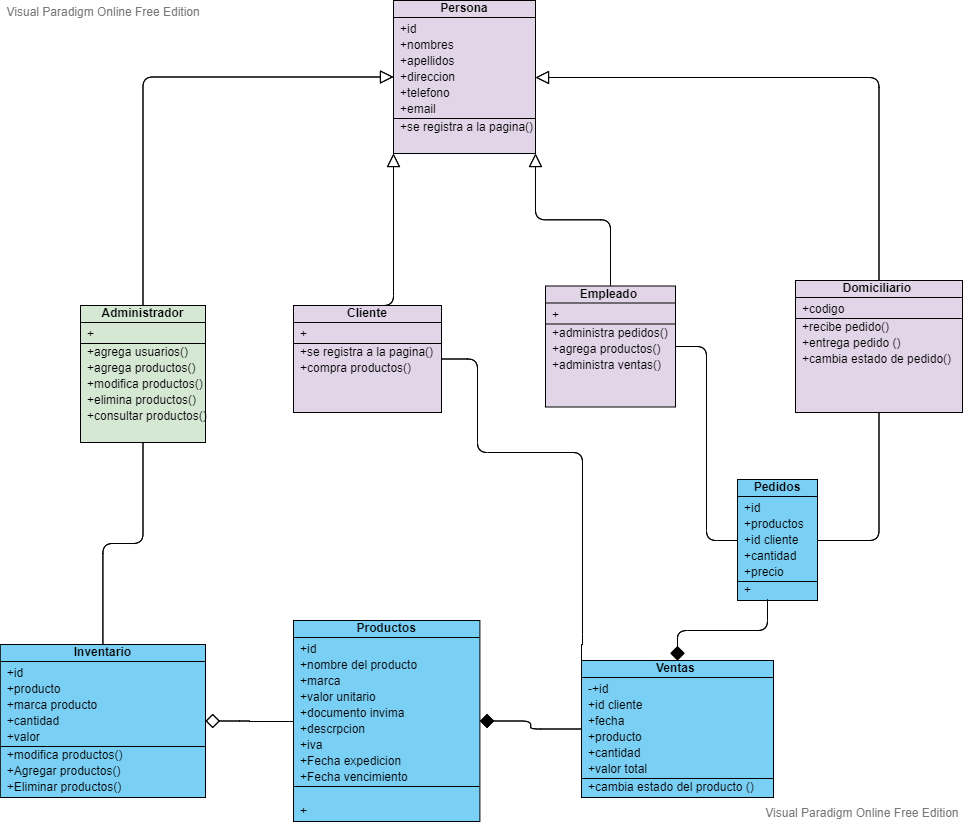 Visual Paradigm Online Free Edition
Persona
+id
+nombres
+apellidos
+direccion
+telefono
+email
+se registra a la pagina()
Administrador
+
+agrega usuarios()
+agrega productos()
+modifica productos()
+elimina productos()
+consultar productos()
Cliente
+
+se registra a la pagina()
+compra productos()
Empleado
+
+administra pedidos()
+agrega productos()
+administra ventas()
Domiciliario
+codigo
+recibe pedido()
+entrega pedido ()
+cambia estado de pedido()
Pedidos
+id
+productos
+id cliente
+cantidad
+precio
+
Inventario
+id
+producto
+marca producto
+cantidad
+valor
+modifica productos()
+Agregar productos()
+Eliminar productos()
Productos
+id
+nombre del producto
+marca
+valor unitario
+documento invima
+descrpcion
+iva
+Fecha expedicion
+Fecha vencimiento
+
Ventas
-+id
+id cliente
+fecha
+producto
+cantidad
+valor total
+cambia estado del producto ()
Visual Paradigm Online Free Edition